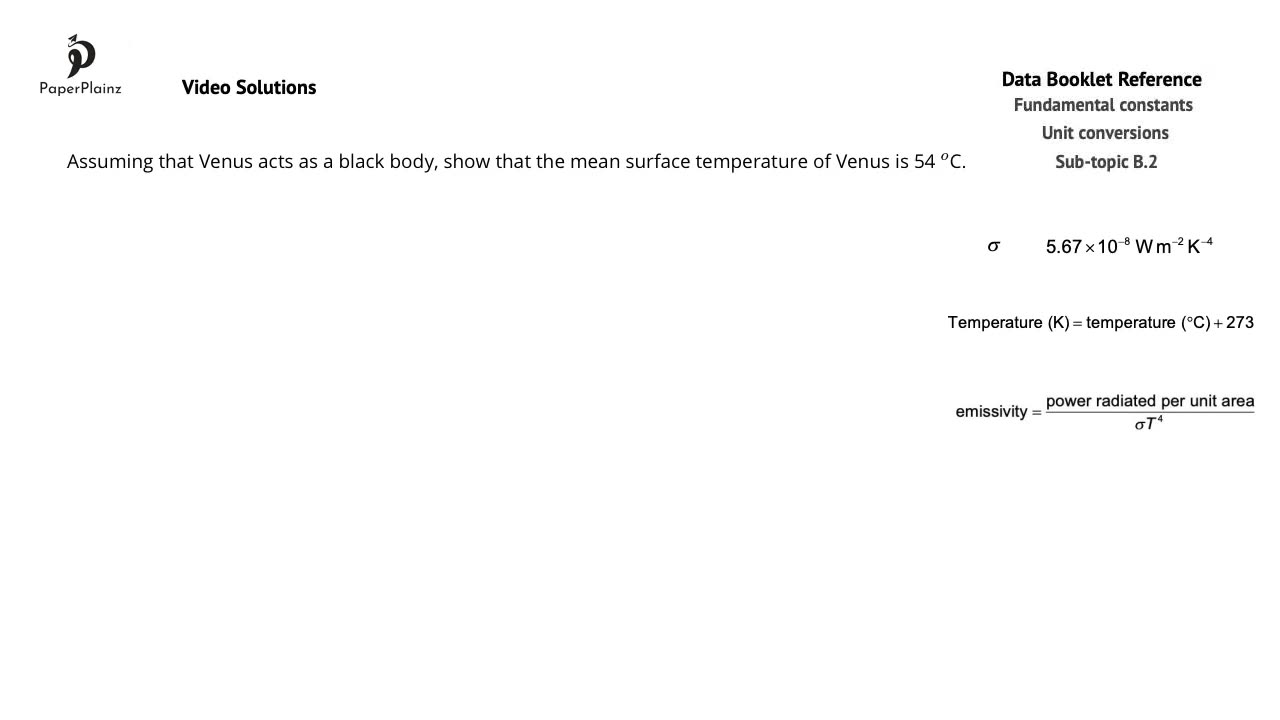 PaperPlainz
Video Solutions
Data Booklet Reference
Fundamental constants
Unit conversions
Sub-topic B.2
Assuming that Venus acts as a black body, show that the mean surface temperature of Venus is 54 °C.
σ 5.67×10⁻⁸ W m⁻² K⁻⁴
Temperature (K) = temperature (°C) + 273
emissivity = power radiated per unit area / σT⁴